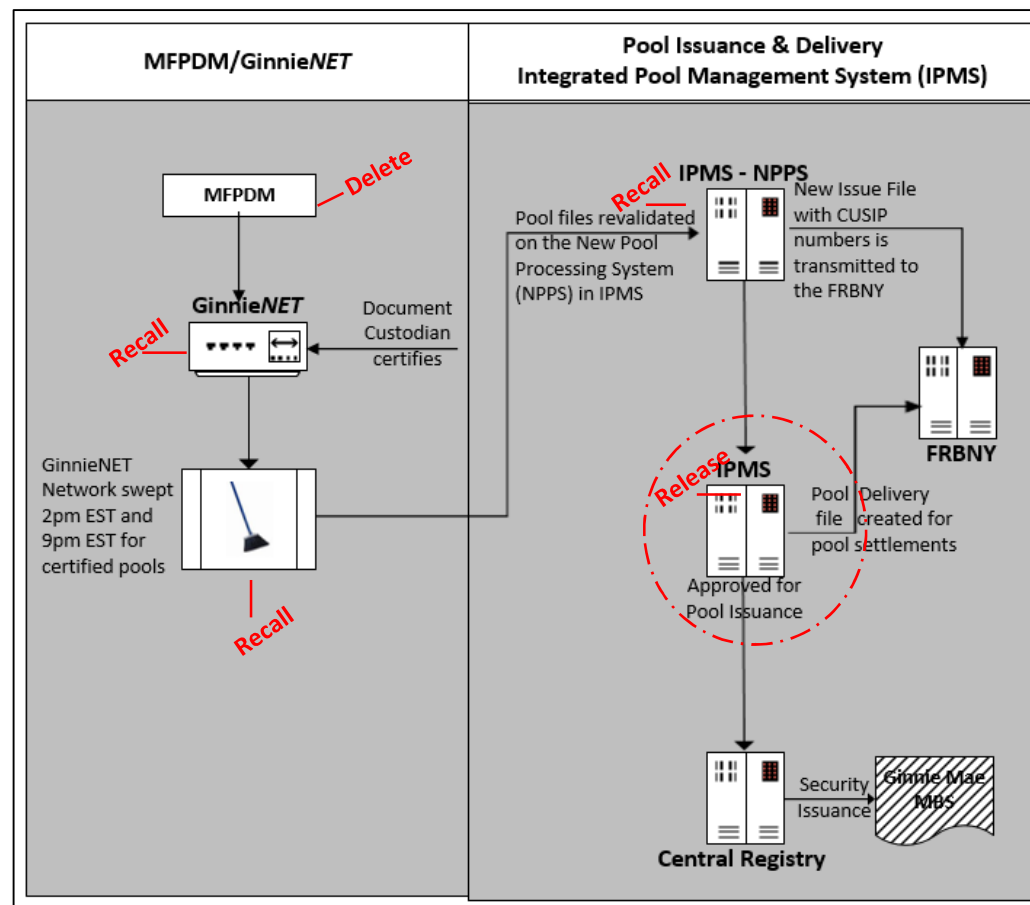 MFPDM/GinnieNET
Pool Issuance & Delivery
Integrated Pool Management System (IPMS)
MFPDM
Delete
GinnieNET
Recall
Document
Custodian
certifies
GinnieNET
Network swept
2pm EST and
9pm EST for
certified pools
Recall
IPMS - NPPS
Recall
Pool files revalidated
on the New Pool
Processing System
(NPPS) in IPMS
New Issue File
with CUSIP
numbers is
transmitted to
the FRBNY
FRBNY
IPMS
Release
Pool Delivery
file created for
pool settlements
Approved for
Pool Issuance
Central Registry
Security
Issuance
Ginnie Mae
MBS